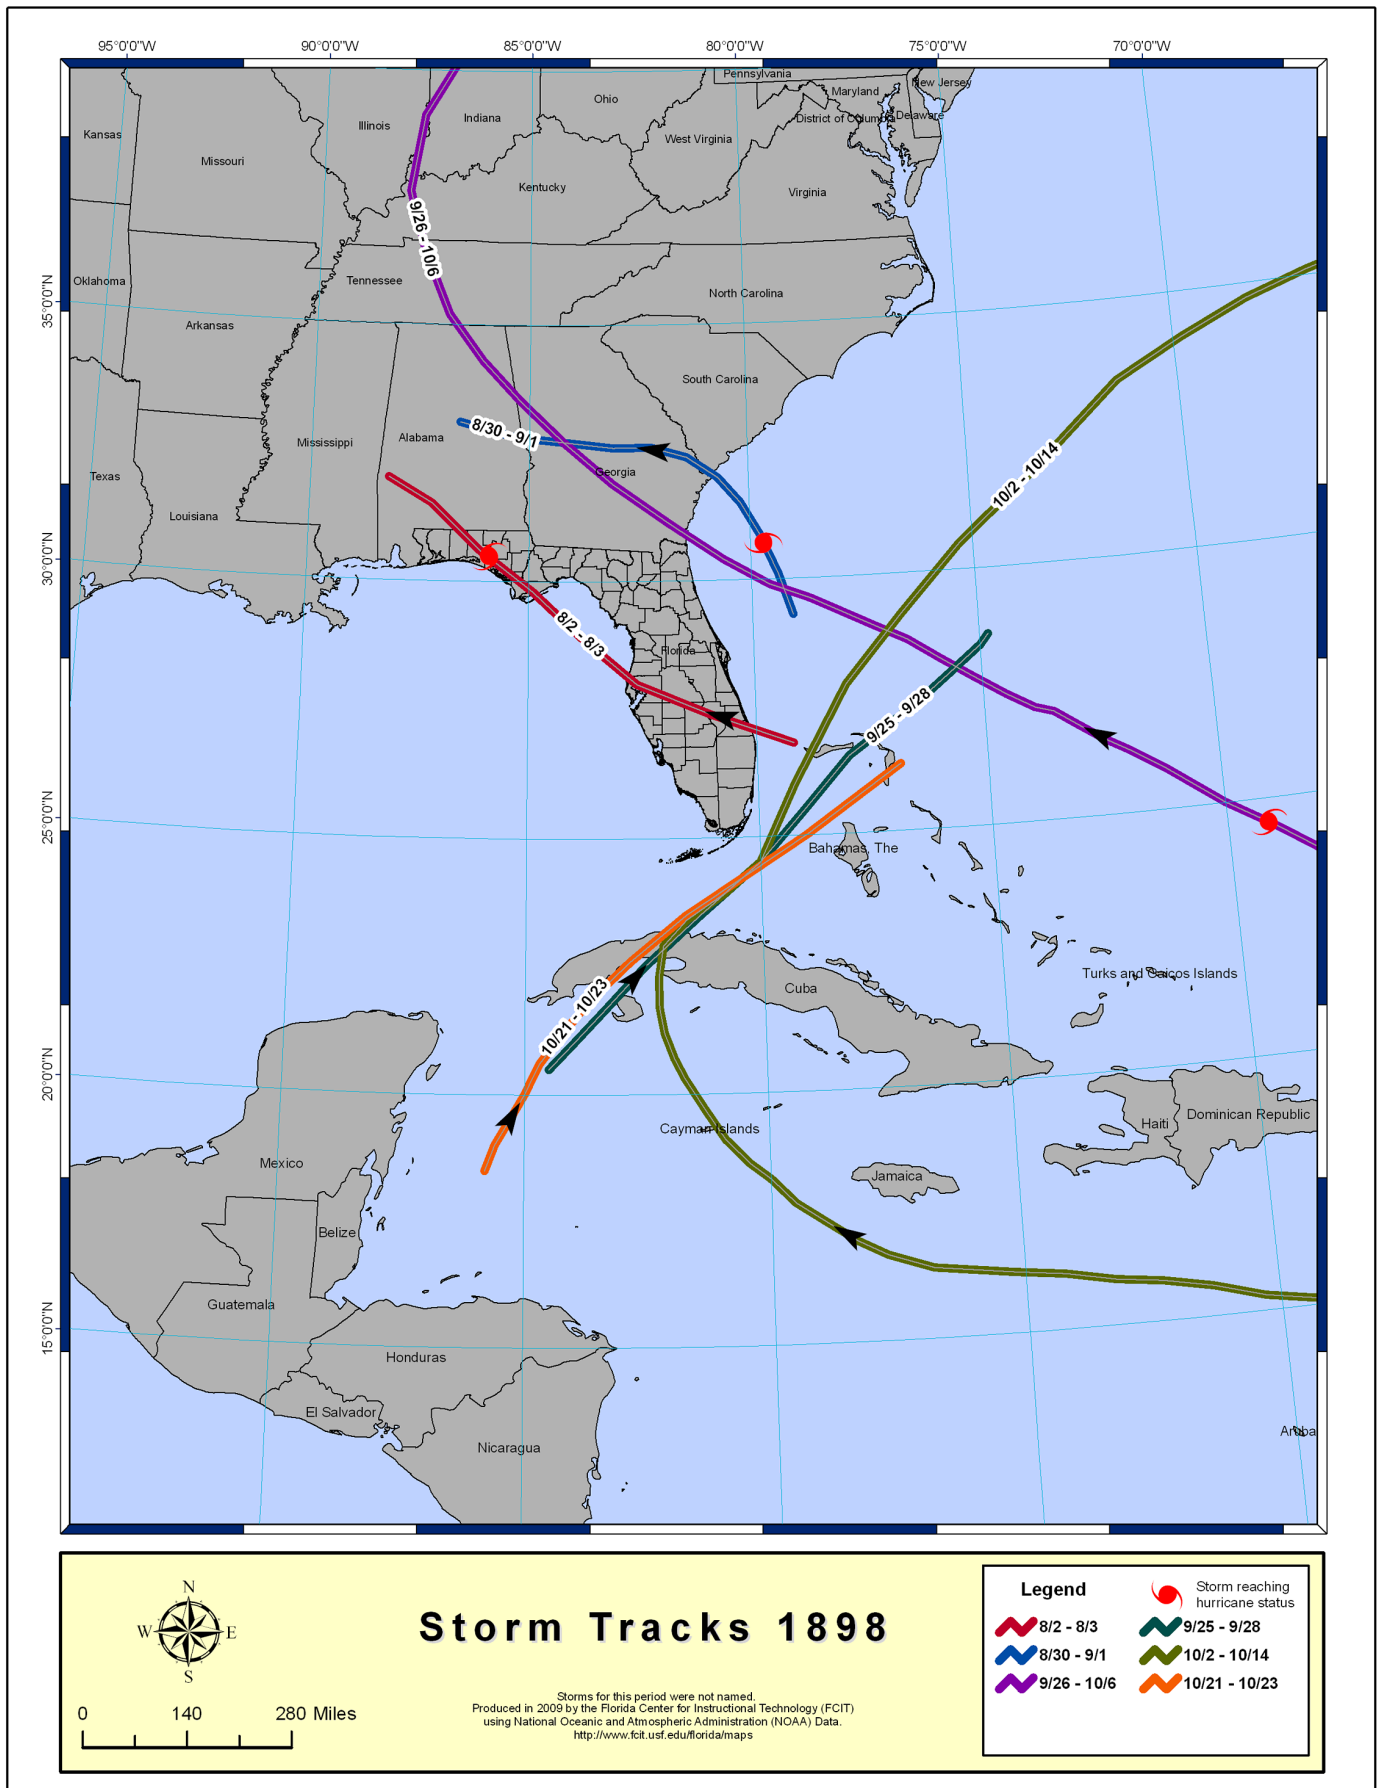 95°0'0"W
90°0'0"W
85°0'0"W
80°0'0"W
75°0'0"W
70°0'0"W
35°0'0"N
30°0'0"N
25°0'0"N
20°0'0"N
15°0'0"N
Pennsylvania
New Jersey
Maryland
Ohio
Indiana
Illinois
Kansas
Missouri
West Virginia
District of Columbia
Delaware
Kentucky
Virginia
9/26 - 10/6
Oklahoma
Tennessee
North Carolina
Arkansas
South Carolina
8/30 - 9/1
Mississippi
Alabama
Georgia
Texas
Louisiana
10/2 - 10/14
8/2 - 8/3
Florida
9/25 - 9/28
Bahamas, The
Turks and Caicos Islands
Cuba
10/21 - 10/23
Cayman Islands
Haiti
Dominican Republic
Mexico
Jamaica
Belize
Guatemala
Honduras
El Salvador
Nicaragua
Aruba
N
W
E
S
0 140 280 Miles
Storm Tracks 1898
Storms for this period were not named.
Produced in 2009 by the Florida Center for Instructional Technology (FCIT)
using National Oceanic and Atmospheric Administration (NOAA) Data.
http://www.fcit.usf.edu/florida/maps
Legend
Storm reaching
hurricane status
8/2 - 8/3
9/25 - 9/28
8/30 - 9/1
10/2 - 10/14
9/26 - 10/6
10/21 - 10/23